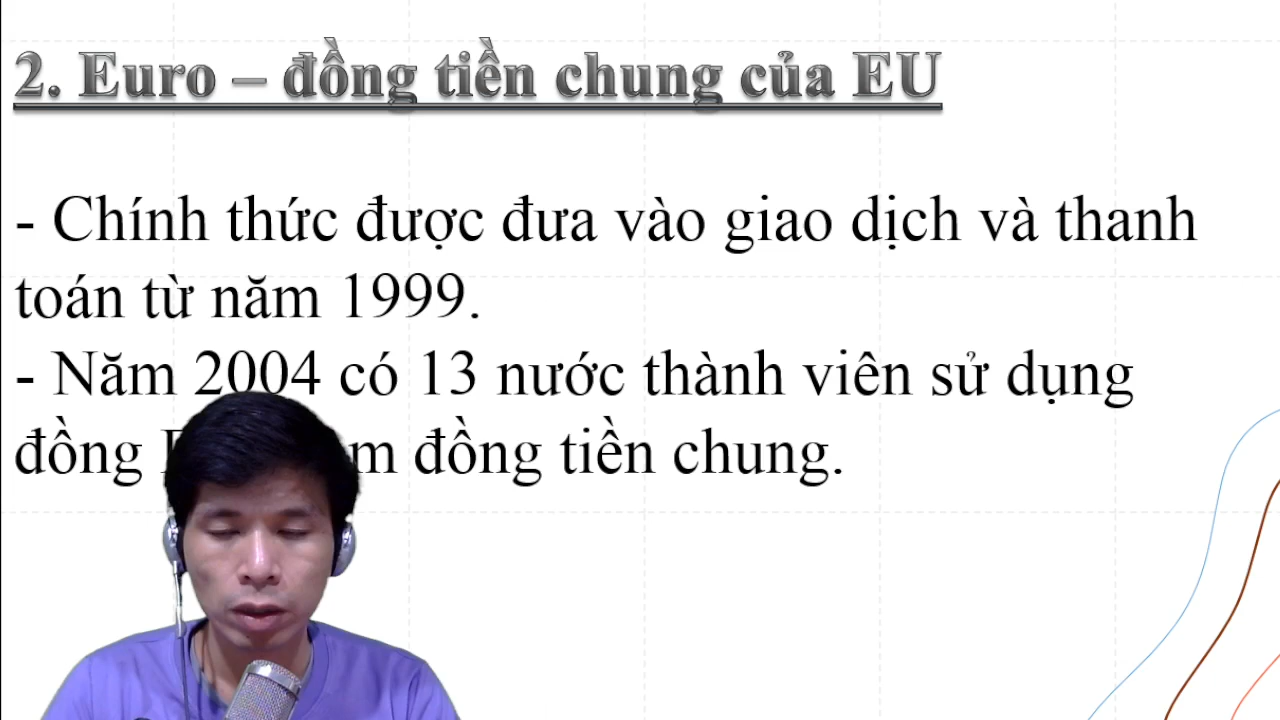 2. Euro – đồng tiền chung của EU
- Chính thức được đưa vào giao dịch và thanh
toán từ năm 1999.
- Năm 2004 có 13 nước thành viên sử dụng
đồng đồng tiền chung.